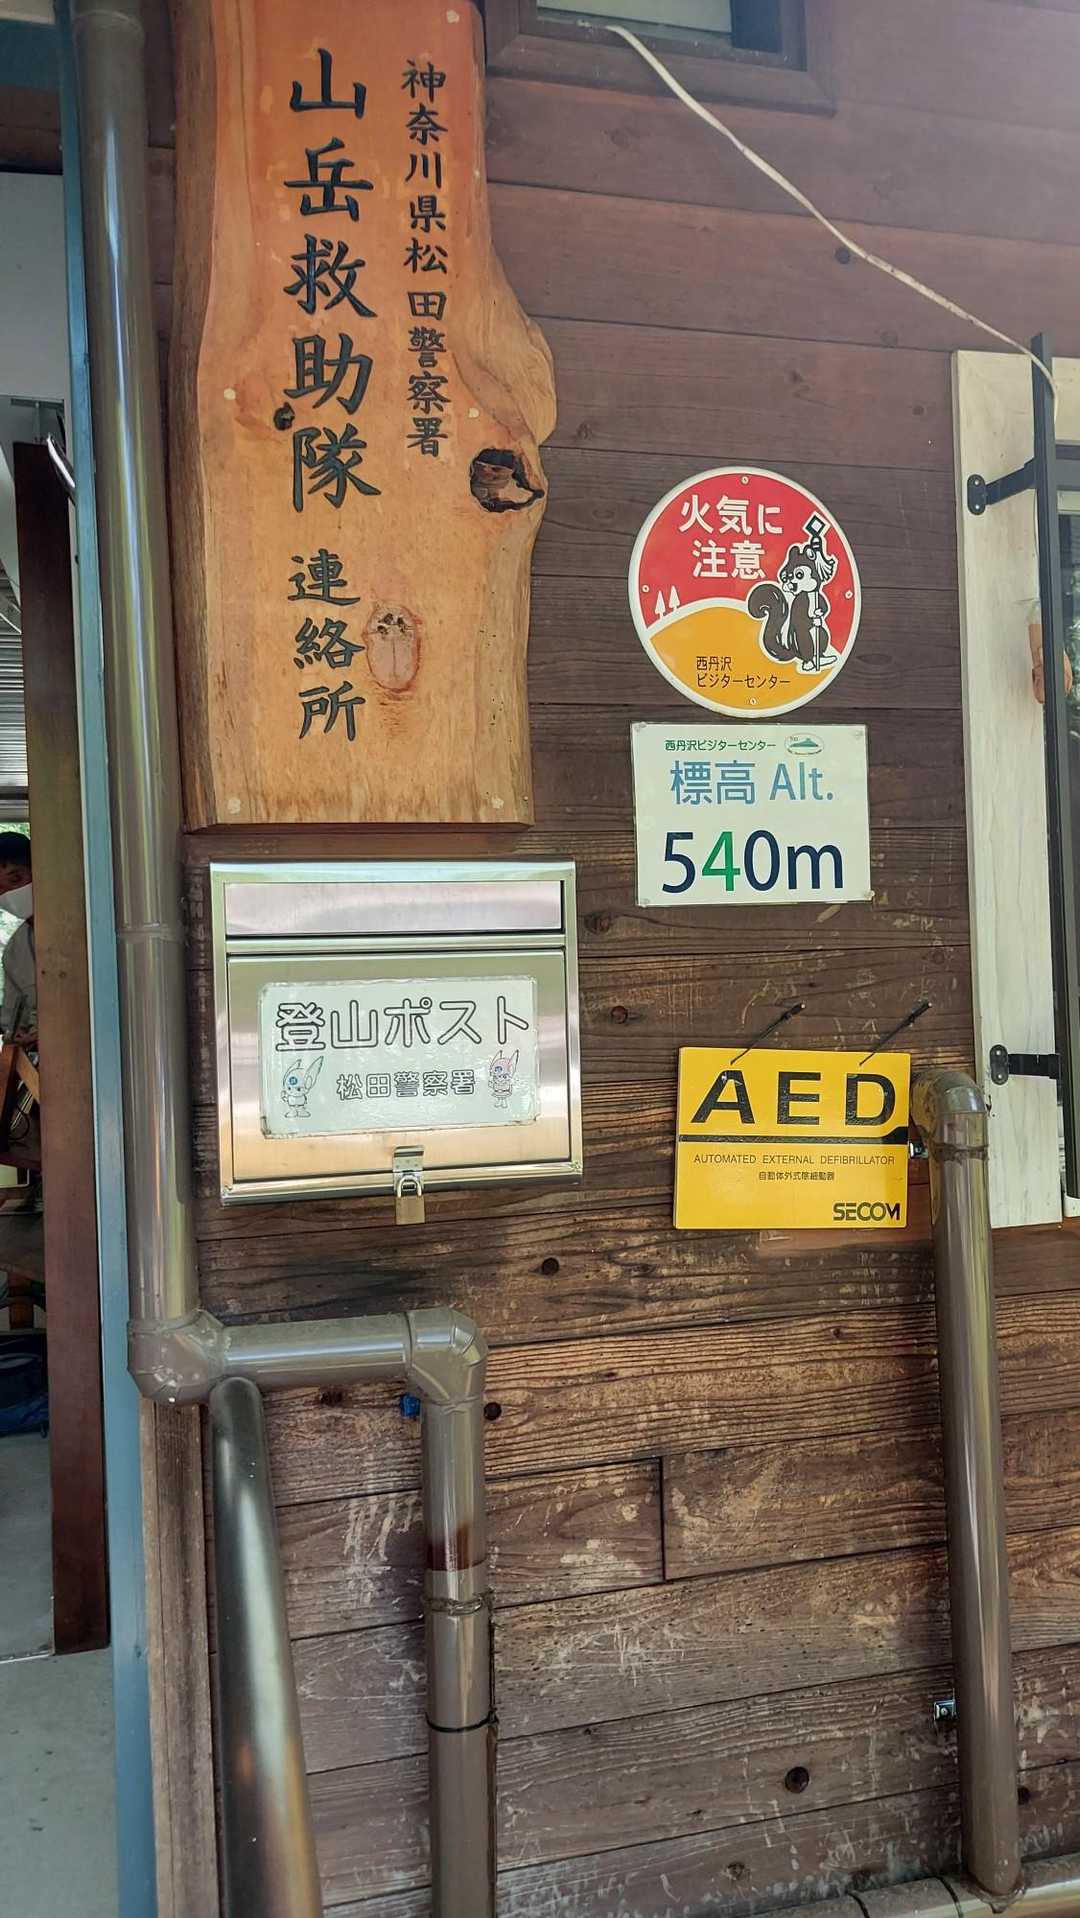 神奈川県松田警察署
山岳救助隊 連絡所
火気に
注意
西丹沢
ビジターセンター
西丹沢ビジターセンター
標高 Alt.
540m
登山ポスト
松田警察署
AED
AUTOMATED EXTERNAL DEFIBRILLATOR
自動体外式除細動器
SECOM